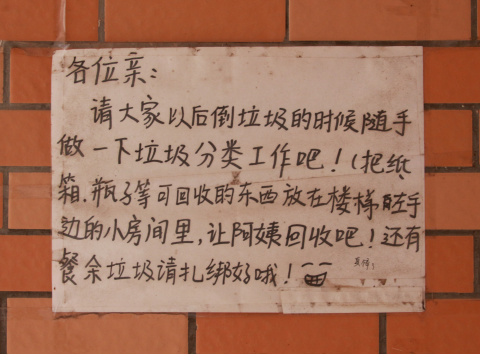 各位亲:
请大家以后倒垃圾的时候随手
做一下垃圾分类工作吧!(把纸
箱.瓶子等可回收的东西放在楼梯左手
边的小房间里,让阿姨回收吧!还有
餐余垃圾请扎绑好哦!